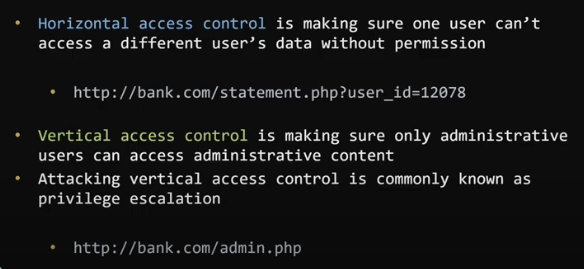 • Horizontal access control is making sure one user can't
access a different user's data without permission
• http://bank.com/statement.php?user_id=12078
• Vertical access control is making sure only administrative
users can access administrative content
• Attacking vertical access control is commonly known as
privilege escalation
• http://bank.com/admin.php